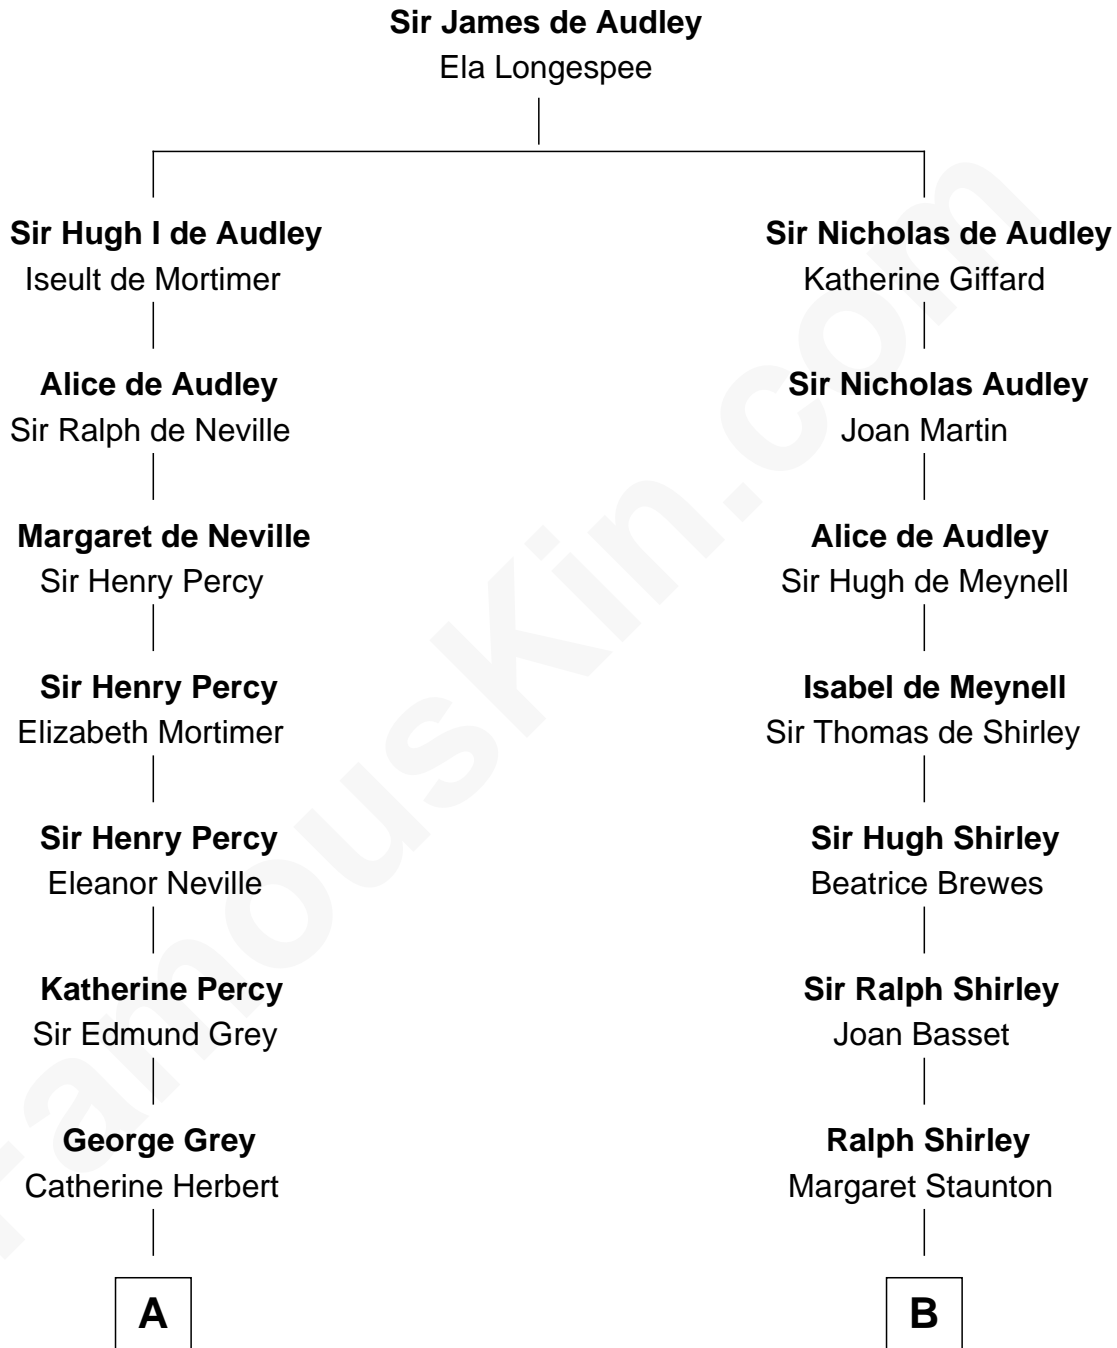 Sir James de Audley
Ela Longespee
Sir Hugh I de Audley
Iseult de Mortimer
Alice de Audley
Sir Ralph de Neville
Margaret de Neville
Sir Henry Percy
Sir Henry Percy
Elizabeth Mortimer
Sir Henry Percy
Eleanor Neville
Katherine Percy
Sir Edmund Grey
George Grey
Catherine Herbert
A
Sir Nicholas de Audley
Katherine Giffard
Sir Nicholas Audley
Joan Martin
Alice de Audley
Sir Hugh de Meynell
Isabel de Meynell
Sir Thomas de Shirley
Sir Hugh Shirley
Beatrice Brewes
Sir Ralph Shirley
Joan Basset
Ralph Shirley
Margaret Staunton
B
FamousKin.com